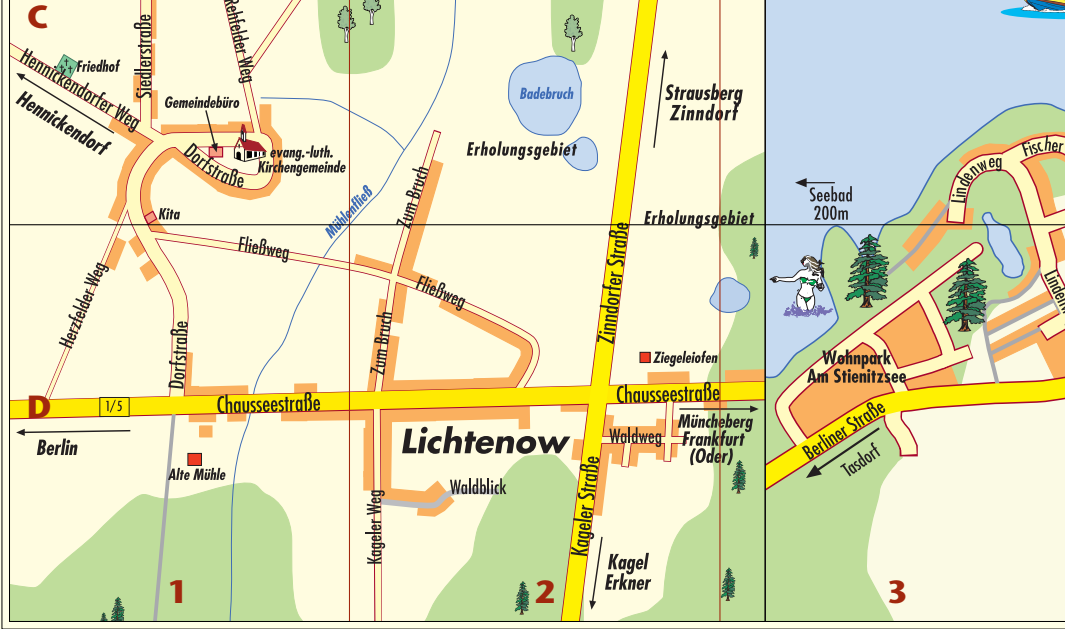 C
Siedlerstraße
Rehfelder Weg
Friedhof
Hennickendorfer Weg
Hennickendorf
Gemeindebüro
evang.-luth.
Kirchengemeinde
Dorfstraße
Kita
Mühlenfließ
Zum Bruch
Badebruch
Erholungsgebiet
Strausberg
Zinndorf
Erholungsgebiet
Seebad
200m
Lindenweg
Fischer
Fließweg
Fließweg
Zinndorfer Straße
Herzfelder Weg
Dorfstraße
Zum Bruch
Ziegeleiofen
Wohnpark
Am Stienitzsee
D
1/5
Chausseestraße
Chausseestraße
Berlin
Lichtenow
Waldweg
Müncheberg
Frankfurt
(Oder)
Berliner Straße
Tasdorf
Alte Mühle
Waldblick
Kageler Weg
Kageler Straße
Kagel
Erkner
1
2
3